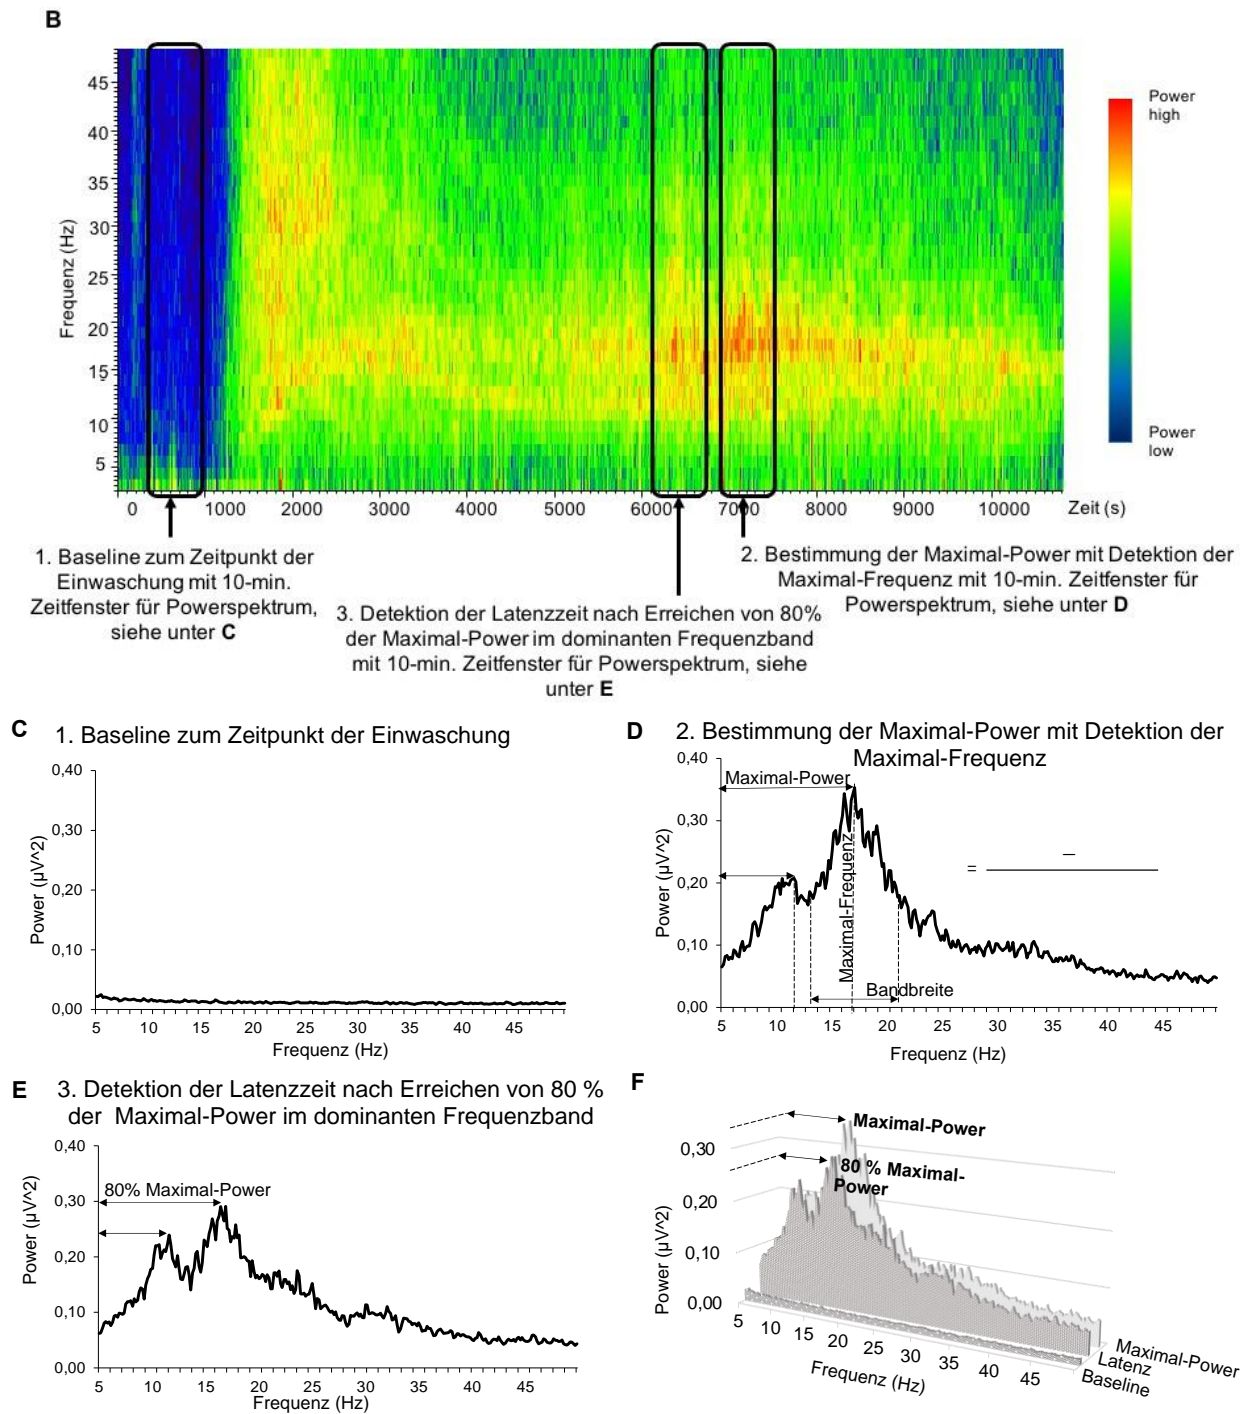 B
Frequenz (Hz)
45
40
35
30
25
20
15
10
5
0 1000 2000 3000 4000 5000 6000 7000 8000 9000 10000 Zeit (s)
Power
high
Power
low
1. Baseline zum Zeitpunkt der
Einwaschung mit 10-min.
Zeitfenster für Powerspektrum,
siehe unter C
3. Detektion der Latenzzeit nach Erreichen von 80%
der Maximal-Power im dominanten Frequenzband
mit 10-min. Zeitfenster für Powerspektrum, siehe
unter E
2. Bestimmung der Maximal-Power mit Detektion der
Maximal-Frequenz mit 10-min. Zeitfenster für
Powerspektrum, siehe unter D
C 1. Baseline zum Zeitpunkt der Einwaschung
Power (µV^2)
0,40
0,30
0,20
0,10
0,00
5 10 15 20 25 30 35 40 45
Frequenz (Hz)
D 2. Bestimmung der Maximal-Power mit Detektion der
Maximal-Frequenz
Power (µV^2)
0,40
0,30
0,20
0,10
0,00
Maximal-Power
Maximal-Frequenz
Bandbreite
=
–
5 10 15 20 25 30 35 40 45
Frequenz (Hz)
E 3. Detektion der Latenzzeit nach Erreichen von 80 %
der Maximal-Power im dominanten Frequenzband
Power (µV^2)
0,40
0,30
0,20
0,10
0,00
80% Maximal-Power
5 10 15 20 25 30 35 40 45
Frequenz (Hz)
F
Power (µV^2)
0,30
0,20
0,10
0,00
Maximal-Power
80 % Maximal-
Power
5 10 15 20 25 30 35 40 45
Frequenz (Hz)
Maximal-Power
Latenz
Baseline